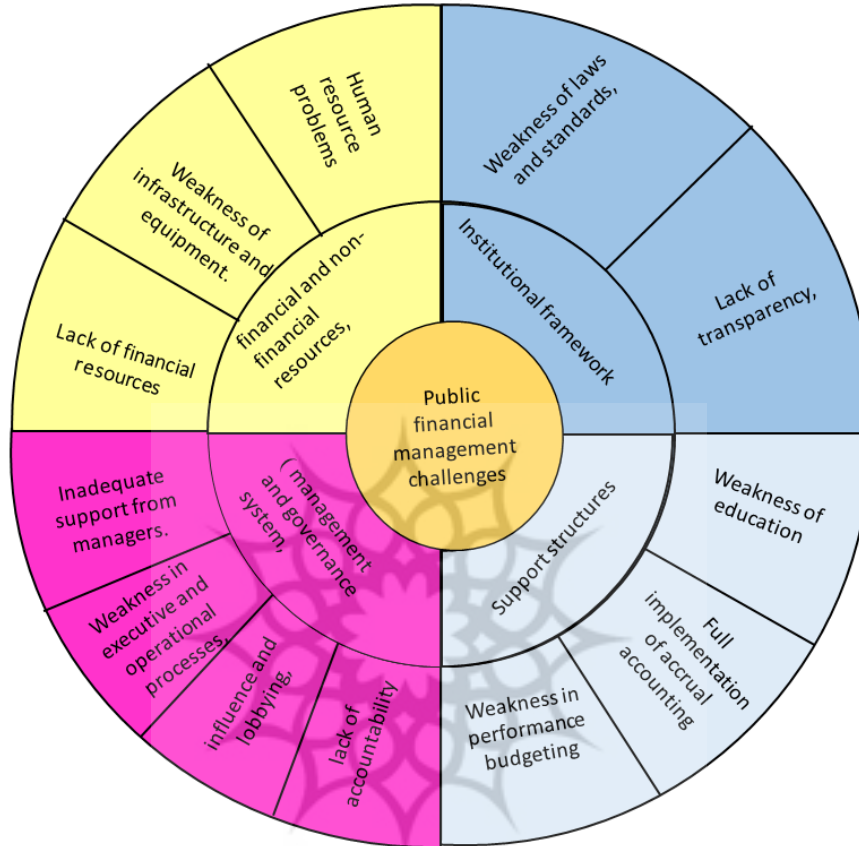 Public
financial
management
challenges
Institutional framework
Weakness of laws
and standards,
Lack of
transparency,
Support structures
Weakness of
education
Full
implementation
of accrual
accounting
Weakness in
performance
budgeting
( management
and governance
system,
lack of
accountability
influence and
lobbying,
Weakness in
executive and
operational
processes,
Inadequate
support from
managers.
financial and non-
financial
resources,
Lack of financial
resources
Weakness of
infrastructure and
equipment.
Human
resource
problems